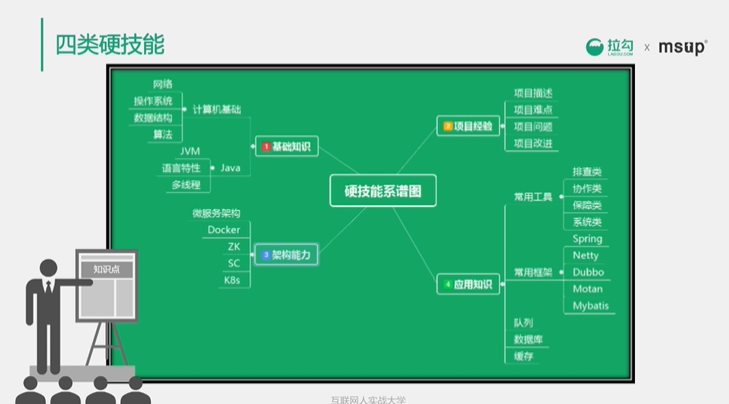 四类硬技能
拉勾
LAGOU.COM
x
msup
硬技能系谱图
1 基础知识
计算机基础
网络
操作系统
数据结构
算法
Java
JVM
语言特性
多线程
2 项目经验
项目描述
项目难点
项目问题
项目改进
3 架构能力
微服务架构
Docker
ZK
SC
K8s
4 应用知识
常用工具
排查类
协作类
保障类
系统类
常用框架
Spring
Netty
Dubbo
Motan
Mybatis
队列
数据库
缓存
知识点
互联网人实战大学